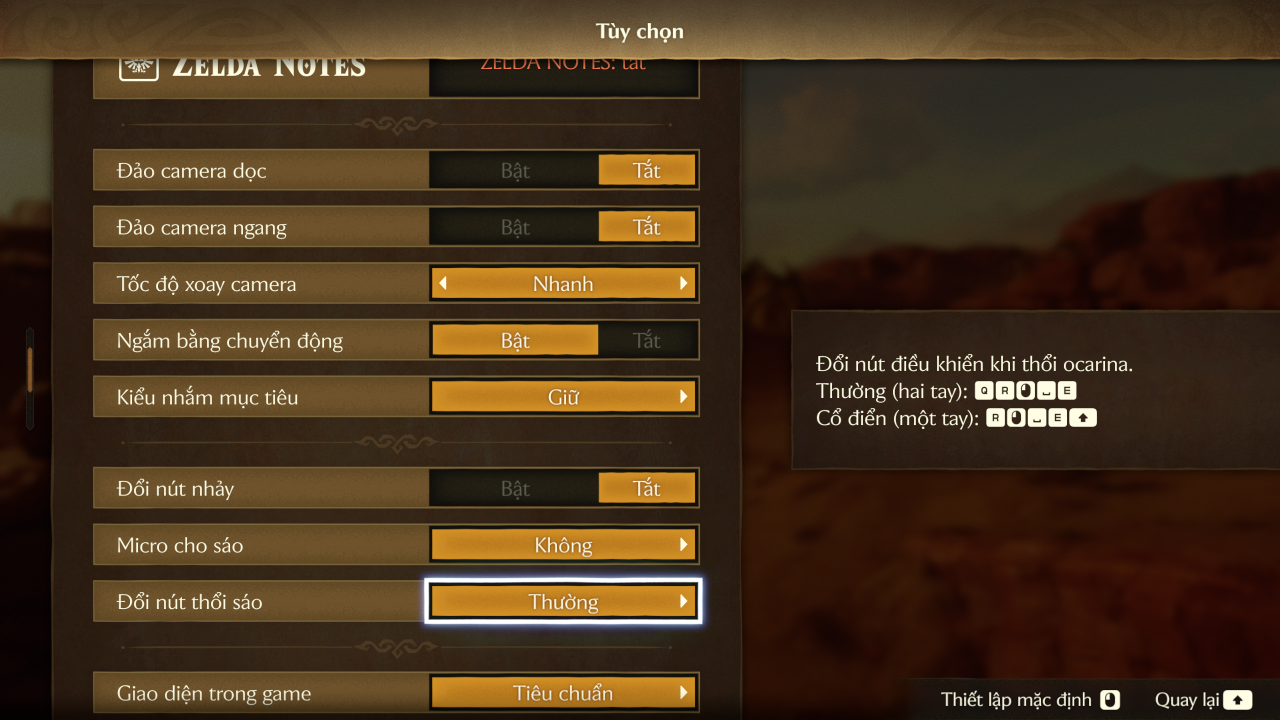 Tùy chọn
ZELDA NOTES
ZELDA NOTES: tắt
Đảo camera dọc
Bật
Tắt
Đảo camera ngang
Bật
Tắt
Tốc độ xoay camera
Nhanh
Ngắm bằng chuyển động
Bật
Tắt
Kiểu nhắm mục tiêu
Giữ
Đổi nút nhảy
Bật
Tắt
Micro cho sáo
Không
Đổi nút thổi sáo
Thường
Giao diện trong game
Tiêu chuẩn
Đổi nút điều khiển khi thổi ocarina.
Thường (hai tay): Q R E
Cổ điển (một tay): R E
Thiết lập mặc định
Quay lại